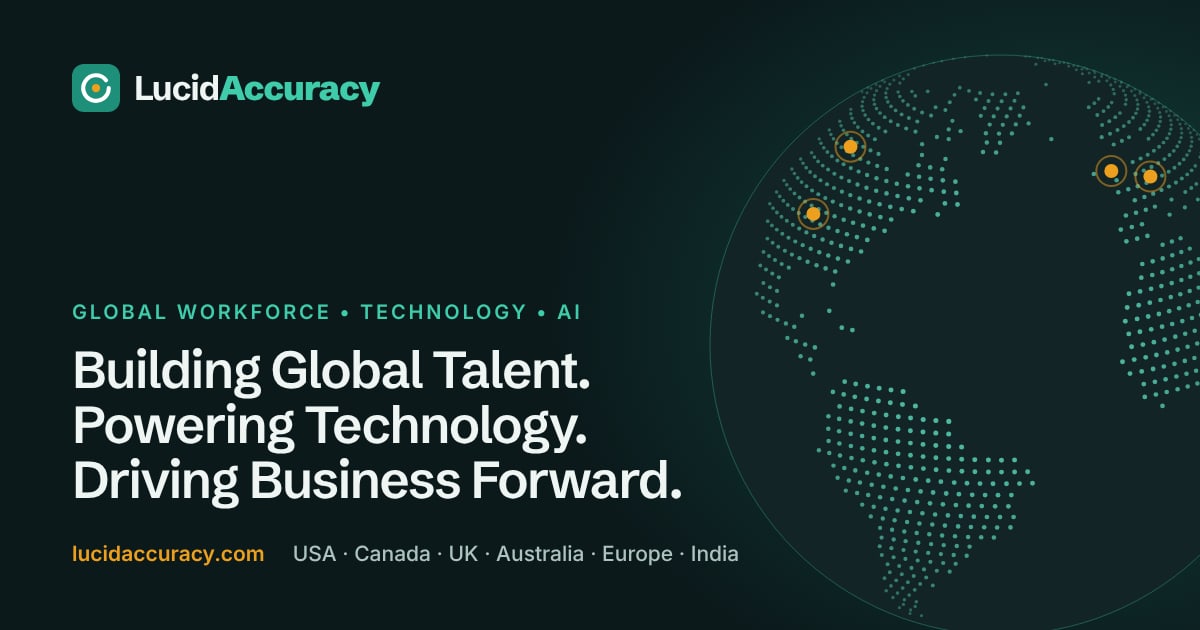 LucidAccuracy
GLOBAL WORKFORCE • TECHNOLOGY • AI
Building Global Talent.
Powering Technology.
Driving Business Forward.
lucidaccuracy.com USA · Canada · UK · Australia · Europe · India